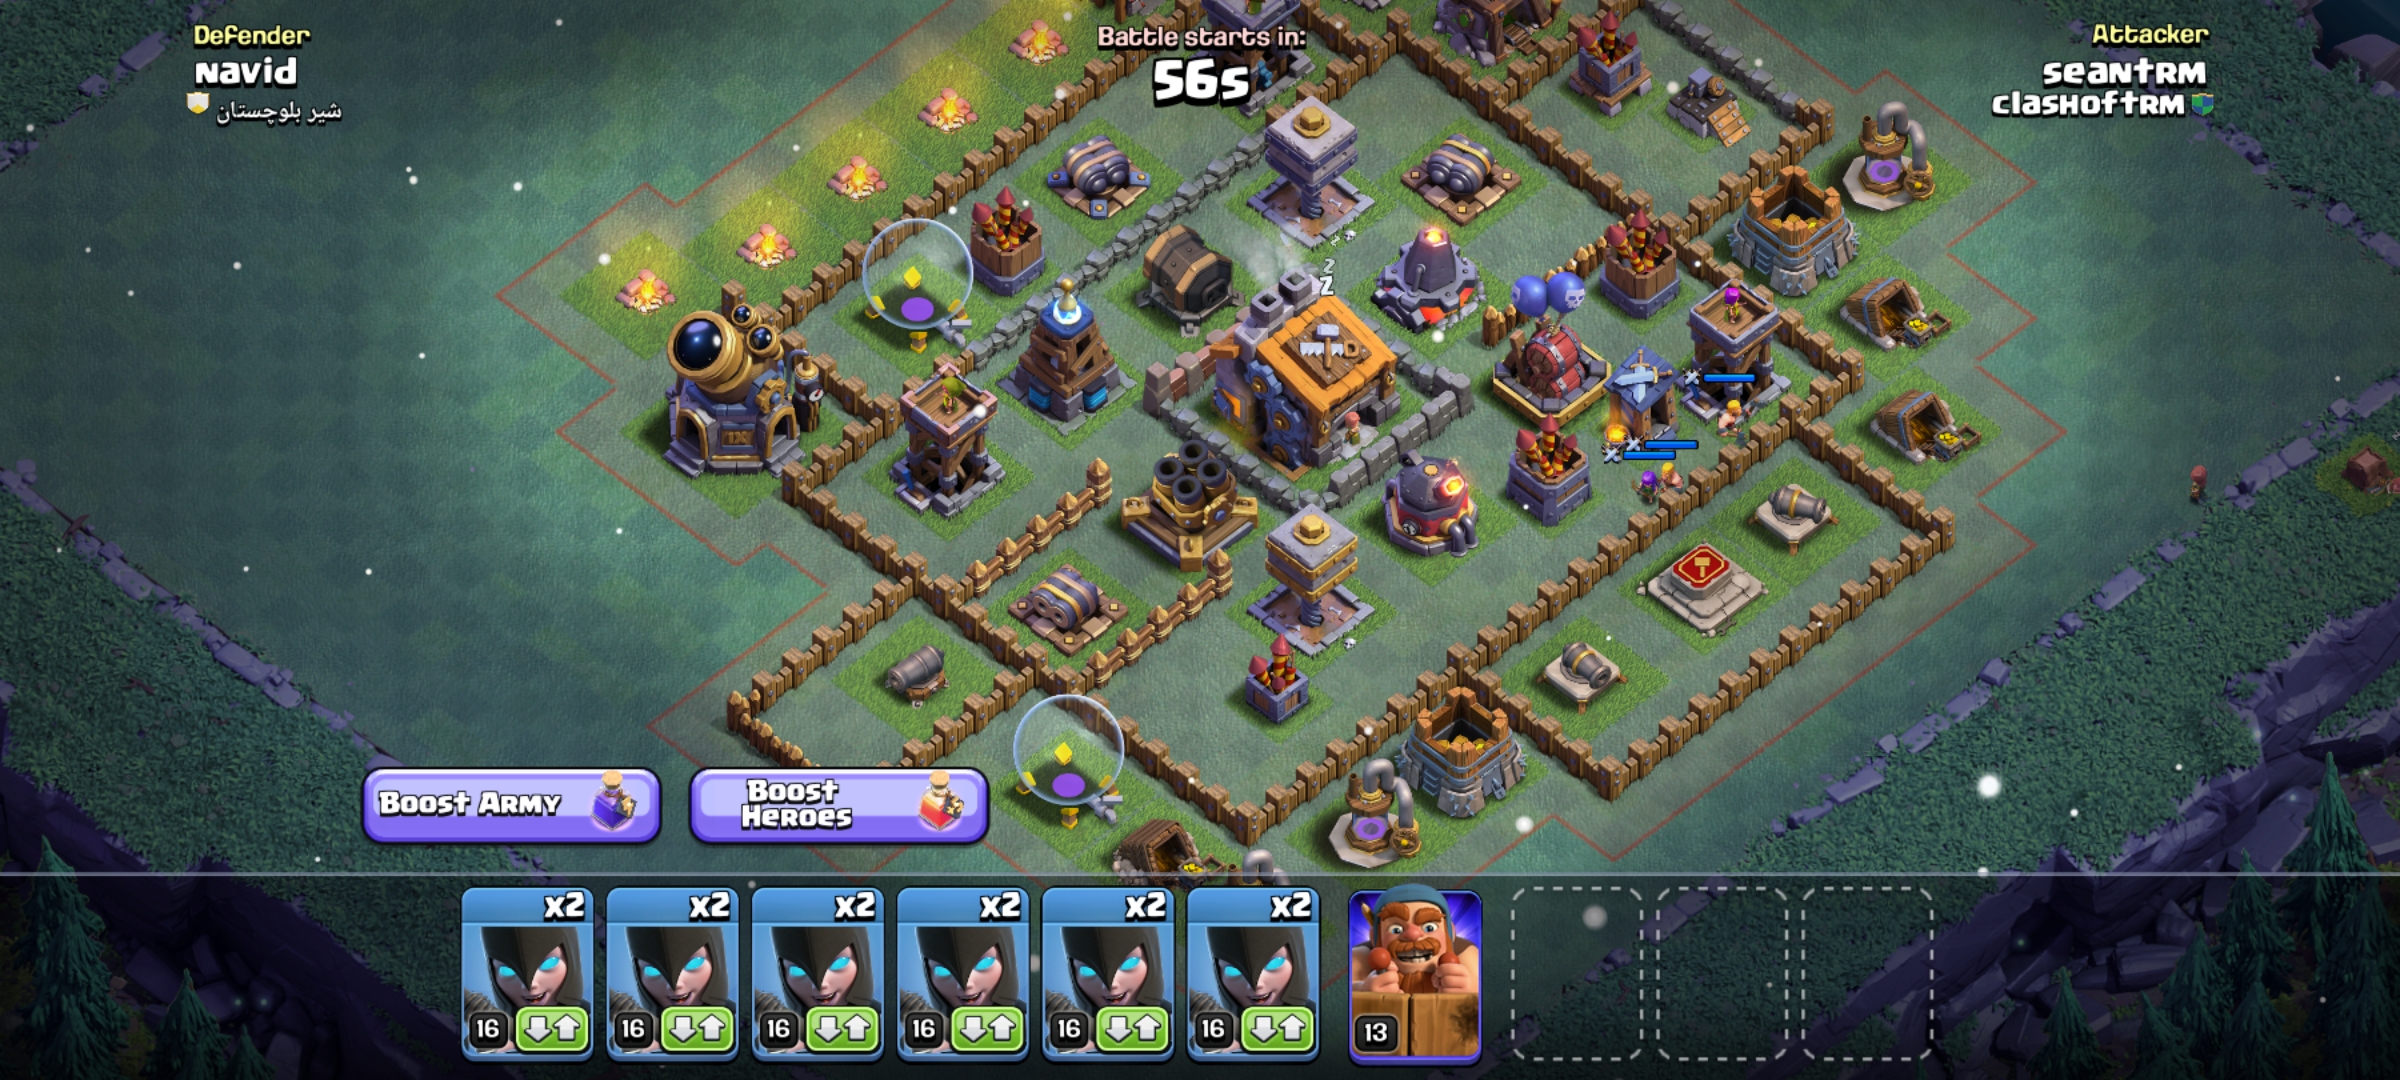 Defender
Navid
شیر بلوچستان
Battle starts in:
56s
Attacker
seantRM
clashoftRM
Z
Z
Boost Army
Boost
Heroes
x2
x2
x2
x2
x2
x2
16
16
16
16
16
16
13